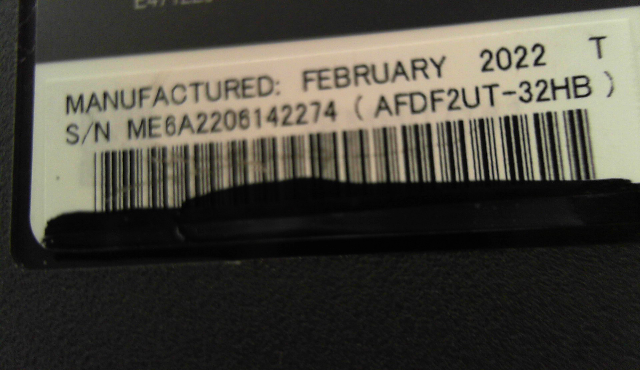 MANUFACTURED: FEBRUARY 2022 T
S/N ME6A2206142274 ( AFDF2UT-32HB )